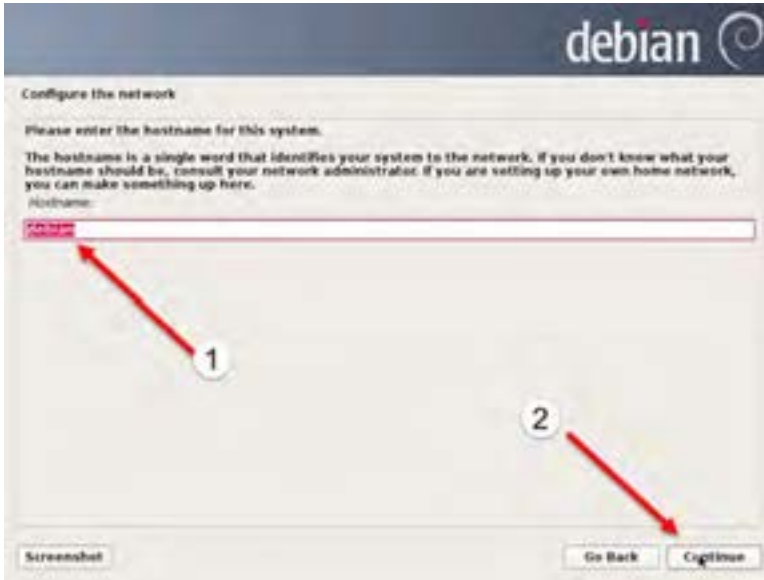 debian
Configure the network
Please enter the hostname for this system.
The hostname is a single word that identifies your system to the network. If you don't know what your
hostname should be, consult your network administrator. If you are setting up your own home network,
you can make something up here.
Hostname:
debian
1
2
Screenshot
Go Back
Continue